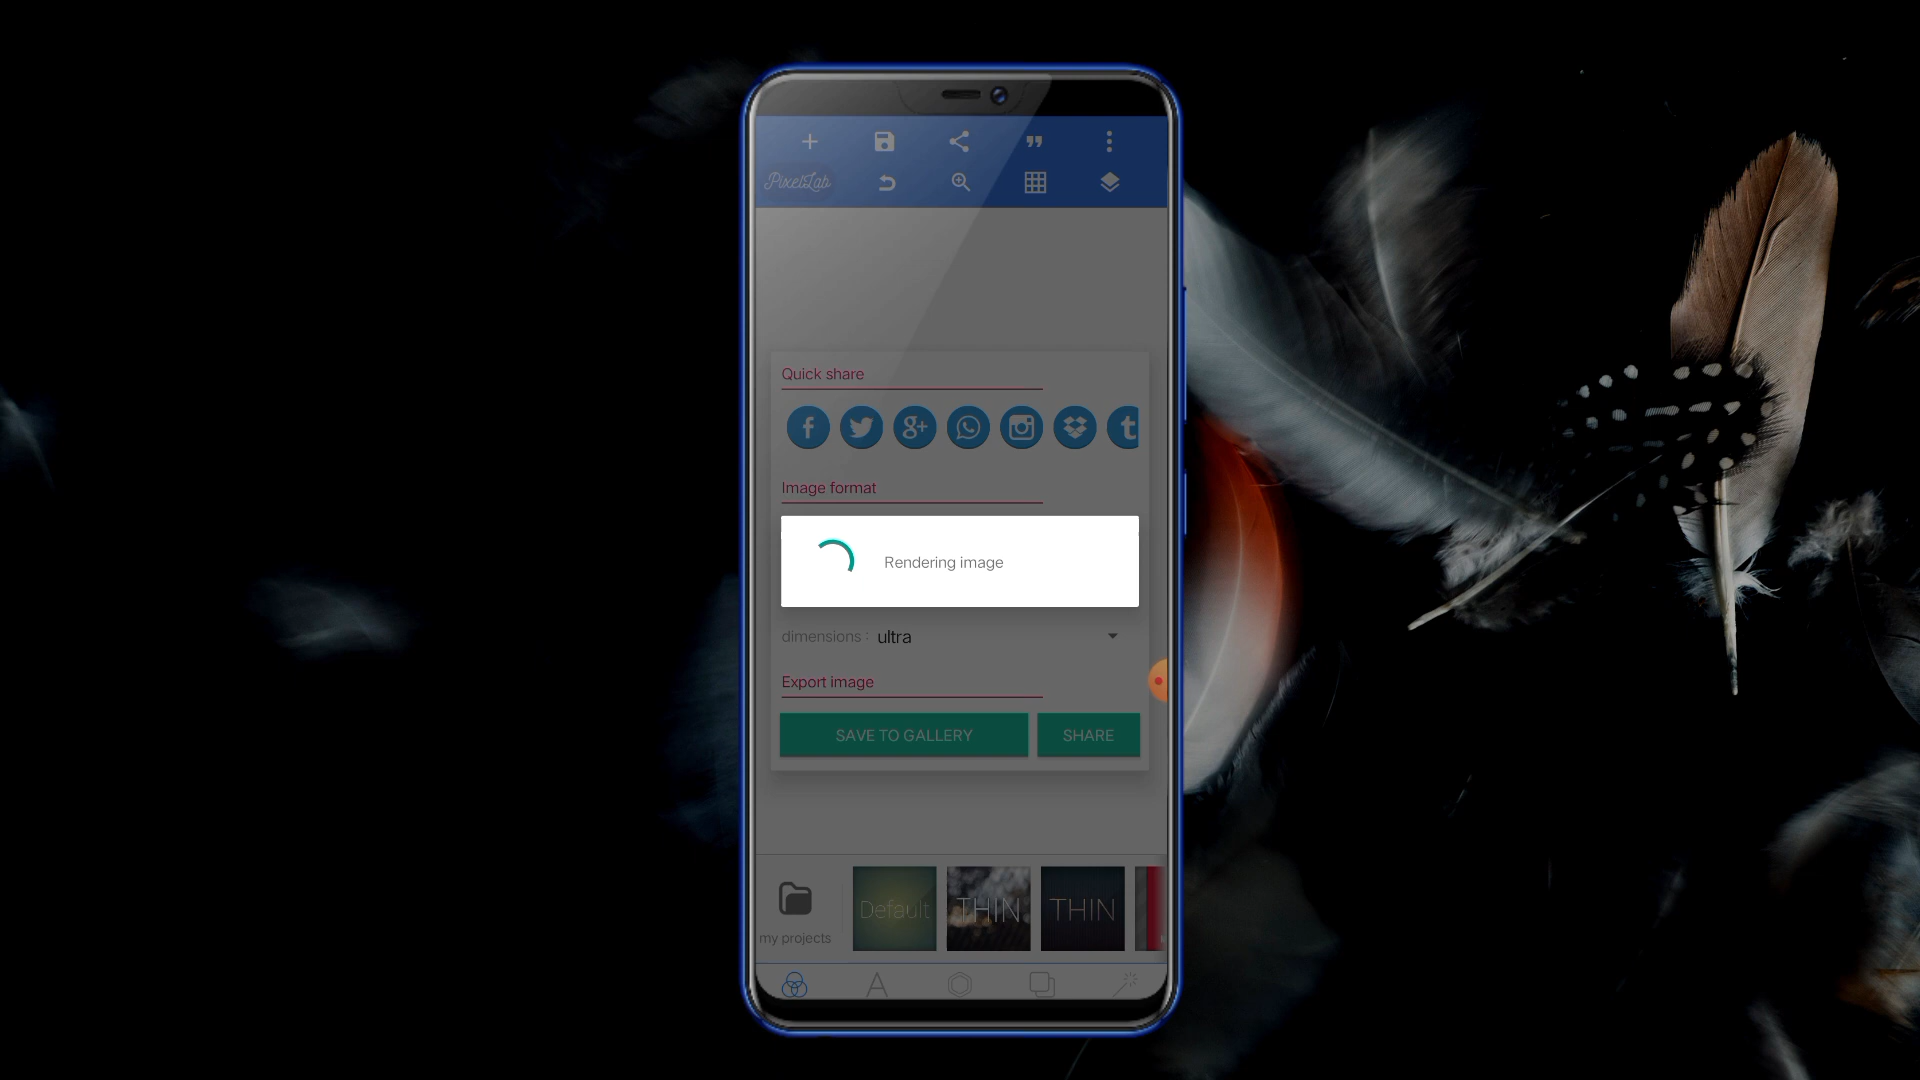 PixelLab
Quick share
Image format
Rendering image
dimensions : ultra
Export image
SAVE TO GALLERY SHARE
Default THIN THIN
my projects